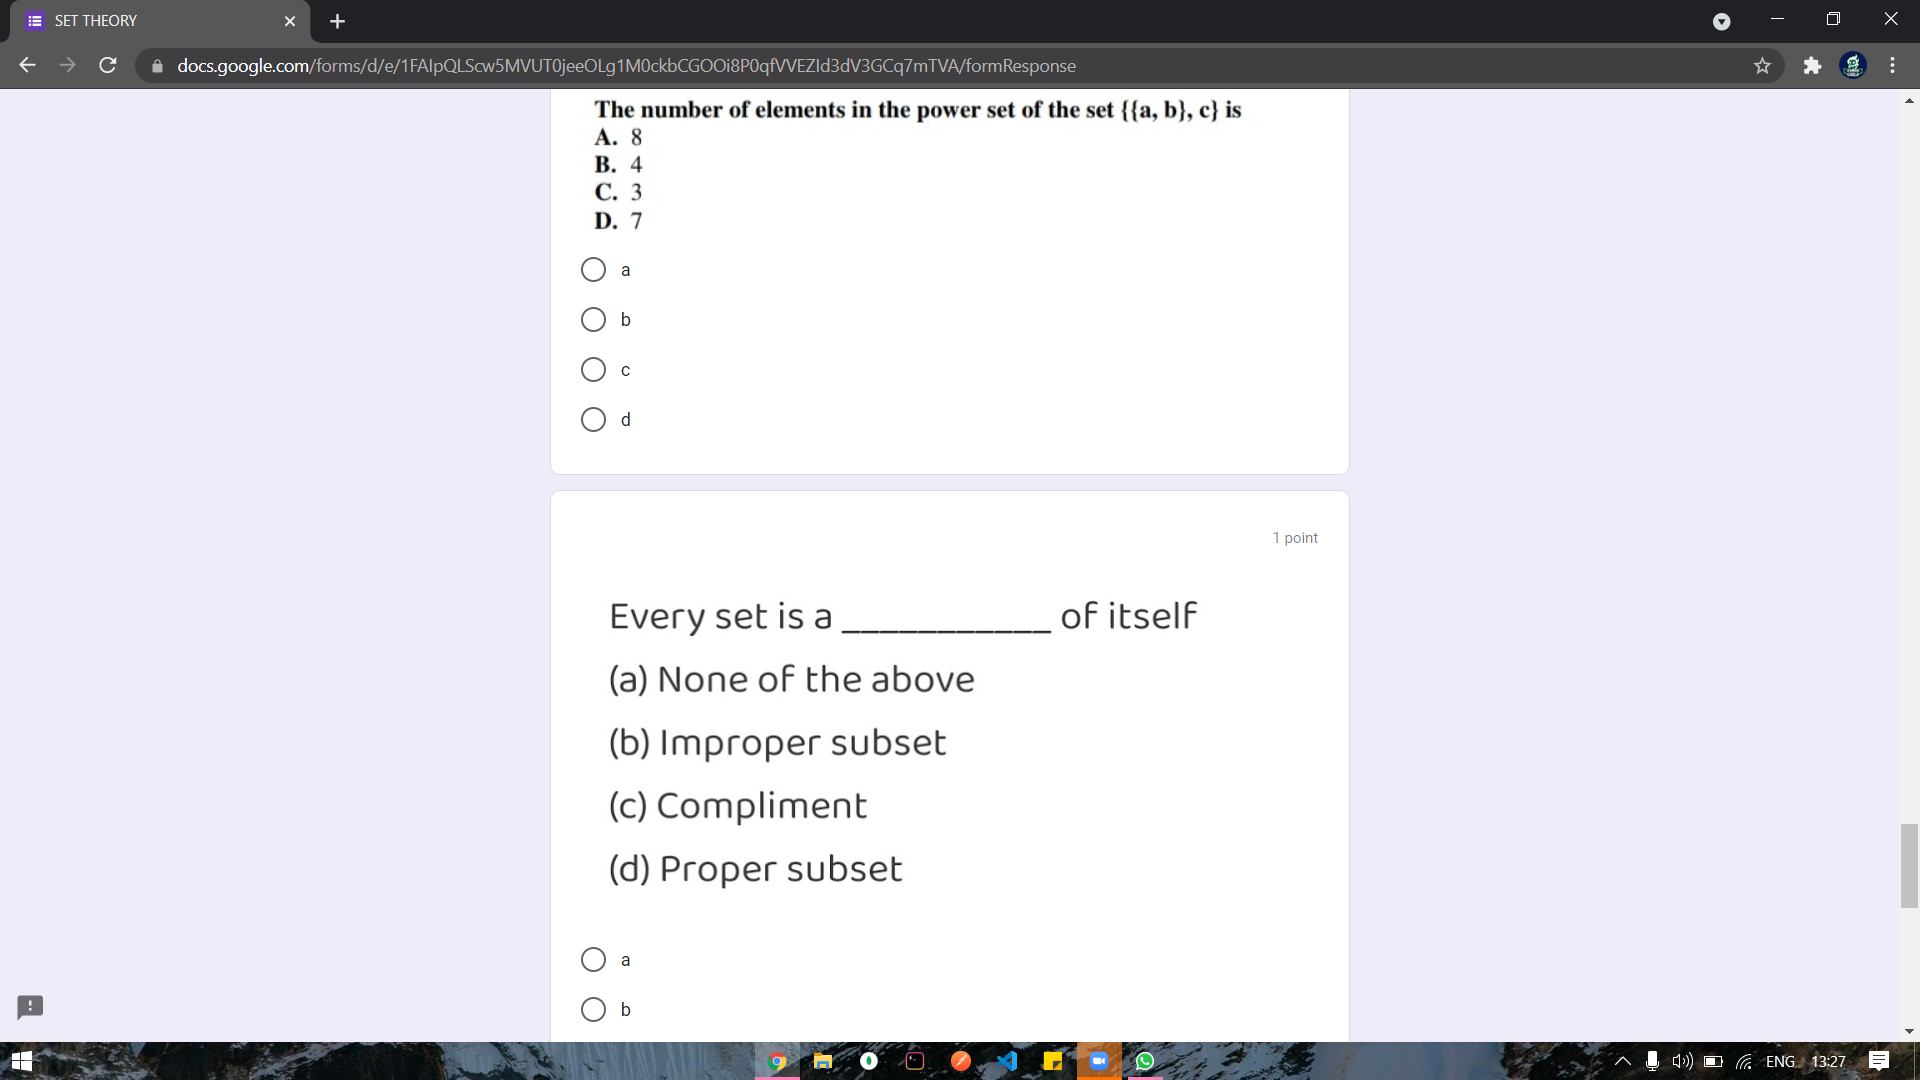 SET THEORY
docs.google.com/forms/d/e/1FAIpQLScw5MVUT0jeeOLg1M0ckbCGOOi8P0qfVVEZId3dV3GCq7mTVA/formResponse
The number of elements in the power set of the set {{a, b}, c} is
A. 8
B. 4
C. 3
D. 7
a
b
c
d
1 point
Every set is a ___________ of itself
(a) None of the above
(b) Improper subset
(c) Compliment
(d) Proper subset
a
b
ENG 13:27